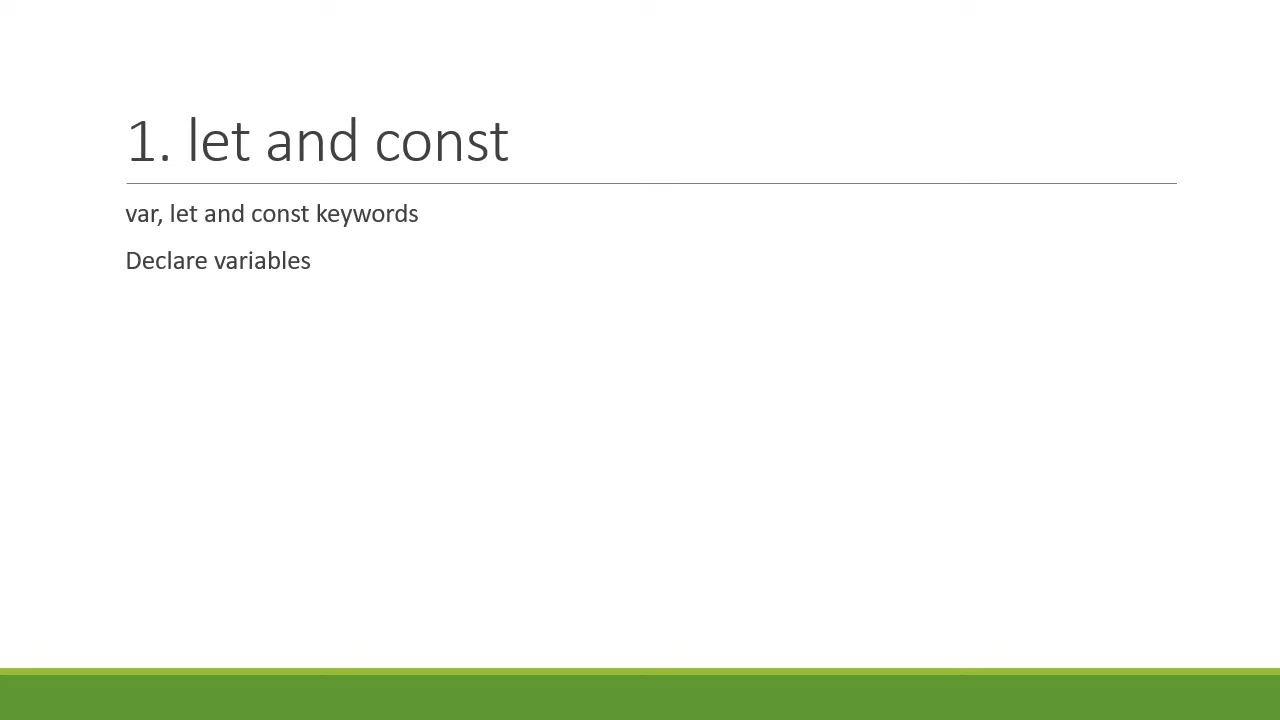 1. let and const
var, let and const keywords
Declare variables